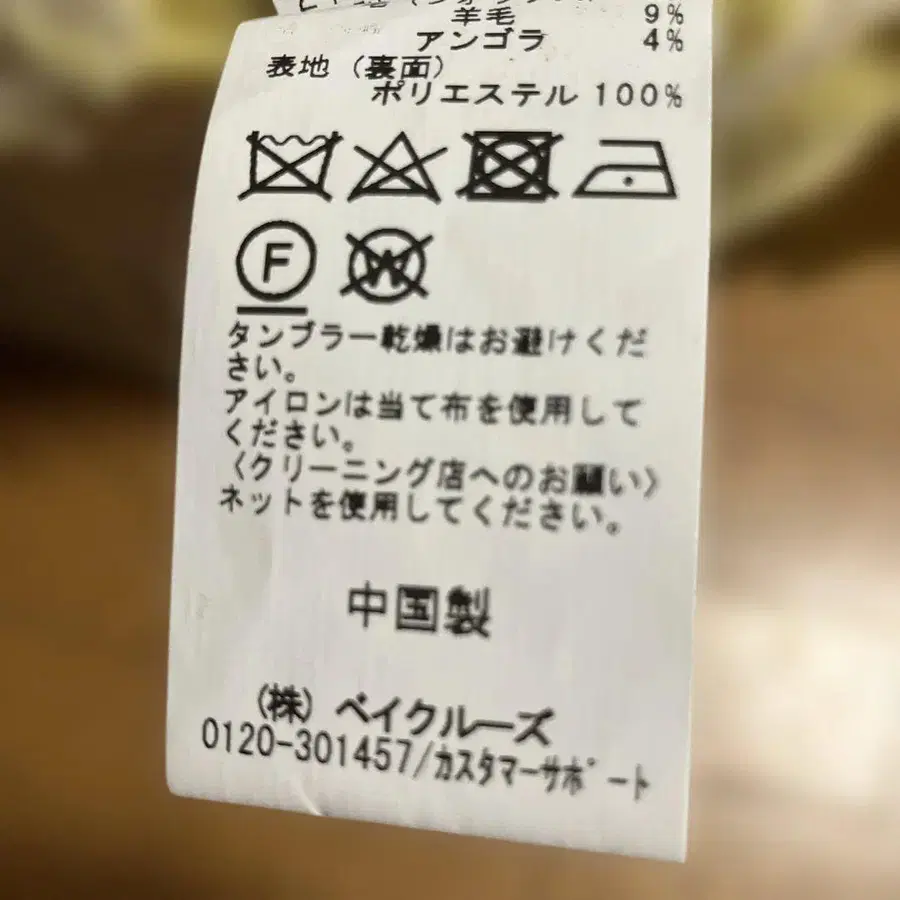 羊毛 9%
アンゴラ 4%
表地(裏面)
ポリエステル 100%
F
W
タンブラー乾燥はお避けくだ
さい。
アイロンは当て布を使用して
ください。
〈クリーニング店へのお願い〉
ネットを使用してください。
中国製
(株) ベイクルーズ
0120-301457/カスタマーサポート